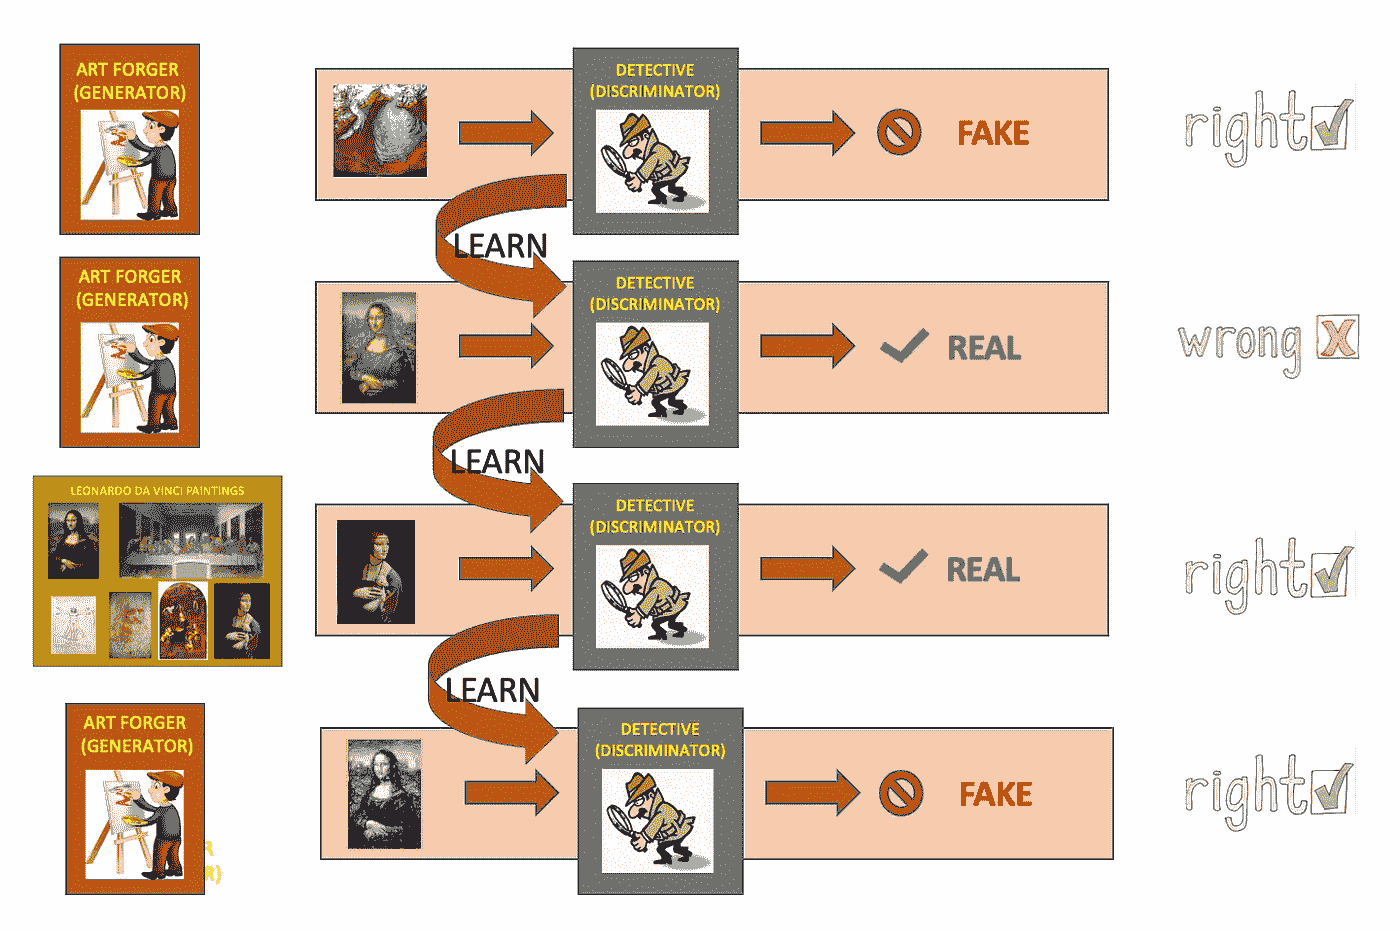 ART FORGER
(GENERATOR)
DETECTIVE
(DISCRIMINATOR)
FAKE
right
LEARN
ART FORGER
(GENERATOR)
DETECTIVE
(DISCRIMINATOR)
REAL
wrong X
LEARN
LEONARDO DA VINCI PAINTINGS
DETECTIVE
(DISCRIMINATOR)
REAL
right
LEARN
ART FORGER
(GENERATOR)
R
R)
DETECTIVE
(DISCRIMINATOR)
FAKE
right